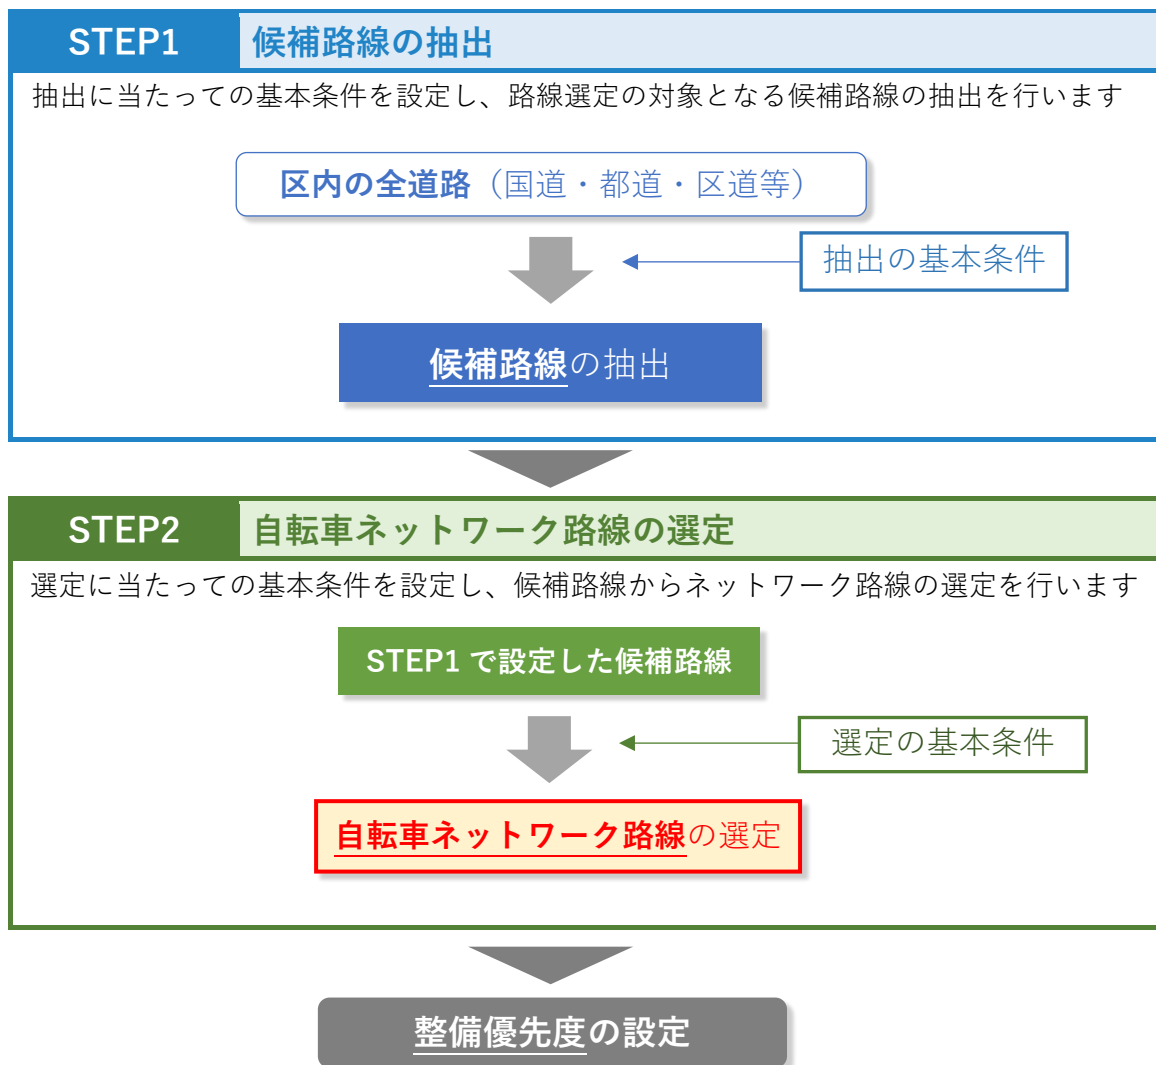 STEP1 候補路線の抽出
抽出に当たっての基本条件を設定し、路線選定の対象となる候補路線の抽出を行います
区内の全道路（国道・都道・区道等）
抽出の基本条件
候補路線の抽出
STEP2 自転車ネットワーク路線の選定
選定に当たっての基本条件を設定し、候補路線からネットワーク路線の選定を行います
STEP1 で設定した候補路線
選定の基本条件
自転車ネットワーク路線の選定
整備優先度の設定